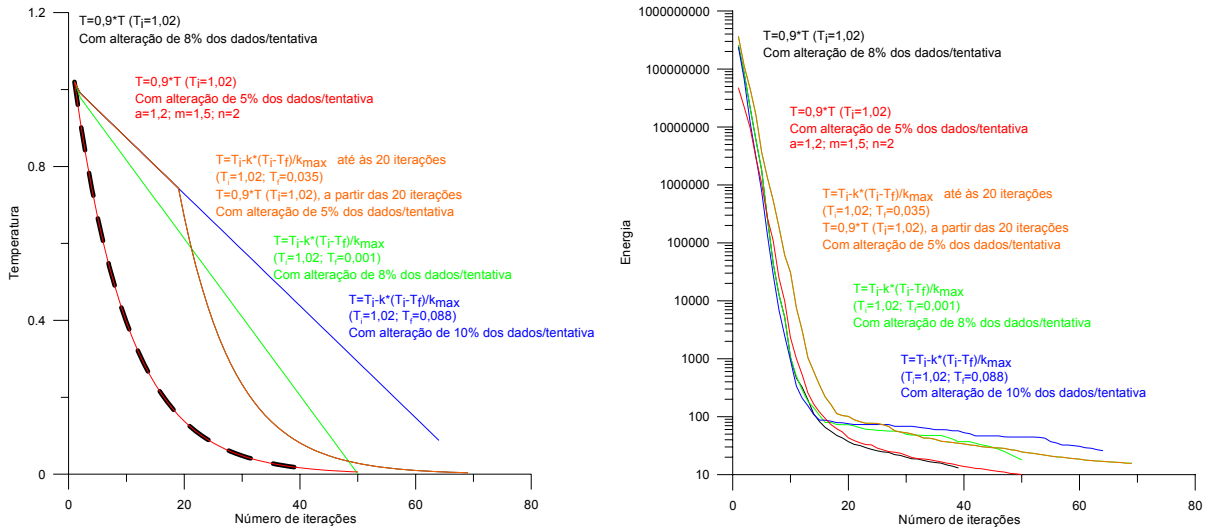 1.2
0.8
0.4
0
Temperatura
T=0,9*T (Ti=1,02)
Com alteração de 8% dos dados/tentativa
T=0,9*T (Ti=1,02)
Com alteração de 5% dos dados/tentativa
a=1,2; m=1,5; n=2
T=Ti-k*(Ti-Tf)/kmax até às 20 iterações
(Ti=1,02; Tf=0,035)
T=0,9*T (Ti=1,02), a partir das 20 iterações
Com alteração de 5% dos dados/tentativa
T=Ti-k*(Ti-Tf)/kmax
(Ti=1,02; Tf=0,001)
Com alteração de 8% dos dados/tentativa
T=Ti-k*(Ti-Tf)/kmax
(Ti=1,02; Tf=0,088)
Com alteração de 10% dos dados/tentativa
0 20 40 60 80
Número de iterações
1000000000
100000000
10000000
1000000
100000
10000
1000
100
10
Energia
T=0,9*T (Ti=1,02)
Com alteração de 8% dos dados/tentativa
T=0,9*T (Ti=1,02)
Com alteração de 5% dos dados/tentativa
a=1,2; m=1,5; n=2
T=Ti-k*(Ti-Tf)/kmax até às 20 iterações
(Ti=1,02; Tf=0,035)
T=0,9*T (Ti=1,02), a partir das 20 iterações
Com alteração de 5% dos dados/tentativa
T=Ti-k*(Ti-Tf)/kmax
(Ti=1,02; Tf=0,001)
Com alteração de 8% dos dados/tentativa
T=Ti-k*(Ti-Tf)/kmax
(Ti=1,02; Tf=0,088)
Com alteração de 10% dos dados/tentativa
0 20 40 60 80
Número de iterações